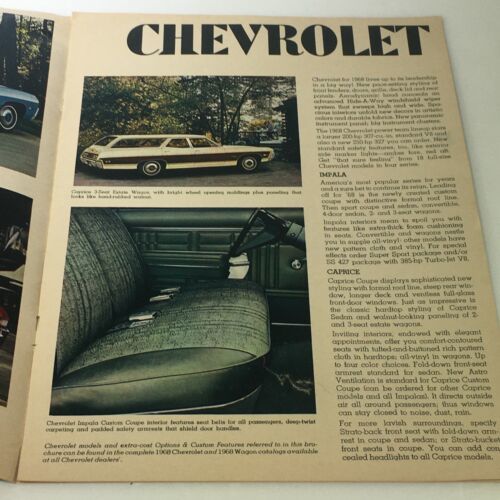 CHEVROLET
Caprice 3-Seat Estate Wagon, with bright wheel opening moldings plus paneling that
looks like hand-rubbed walnut.
Chevrolet Impala Custom Coupe interior features seat belts for all passengers, deep-twist
carpeting and padded safety armrests that shield door handles.
Chevrolet models and extra-cost Options & Custom Features referred to in this bro-
chure can be found in the complete 1968 Chevrolet and 1968 Wagon catalogs available
at all Chevrolet dealers'.
Chevrolet for 1968 lives up to its leadership
in a big way! New pace-setting styling of
front fenders, doors, grille, deck lid and rear
panels. Aerodynamic hood conceals an
advanced Hide-A-Way windshield wiper
system that sweeps high and wide. Spa-
cious interiors unfold new decors in artistic
colors and durable fabrics. New panoramic
instrument panel; big instrument clusters.
The 1968 Chevrolet power team lineup stars
a larger 200-hp 307-cu.-in. standard V8 and
also a new 250-hp 327 you can order. New
standard safety features, too, like exterior
side marker lights—makes base well off.
Get "that sure feeling" from 18 full-size
Chevrolet models in four series.
IMPALA
America's most popular series for years
and a sure bet to continue its reign. Leading
off for '68 is the newly created custom
coupe with distinctive formal roof line.
Then sport coupe and sedan, convertible,
4-door sedan, 2- and 3-seat wagons.
Impala interiors mean to spoil you with
features like extra-thick foam cushioning
in seats. Convertible and wagons nestle
you in supple all-vinyl; other models have
new pattern cloth and vinyl. For special
effects order Super Sport package and/or
SS 427 package with 385-hp Turbo-Jet V8.
CAPRICE
Caprice Coupe displays sophisticated new
styling with formal roof line, steep rear win-
dow, longer deck and ventless full-glass
front-door windows. Just as impressive is
the classic hardtop styling of Caprice
Sedan and walnut-looking paneling of 2-
and 3-seat estate wagons.
Inviting interiors, endowed with elegant
appointments, offer you comfort-contoured
seats with tufted-and-buttoned rich pattern
cloth in hardtops; all-vinyl in wagons. Up
to four color choices. Fold-down front-seat
armrest standard for sedan. New Astro
Ventilation is standard for Caprice Custom
Coupe (can be ordered for other Caprice
models and all Impalas). It directs outside
air all around passengers; thus windows
can stay closed to noise, dust, rain.
For more lavish surroundings, specify
Strato-back front seat with fold-down arm-
rest in coupe and sedan; or Strato-bucket
front seats in coupe. You can add con-
cealed headlights to all Caprice models.